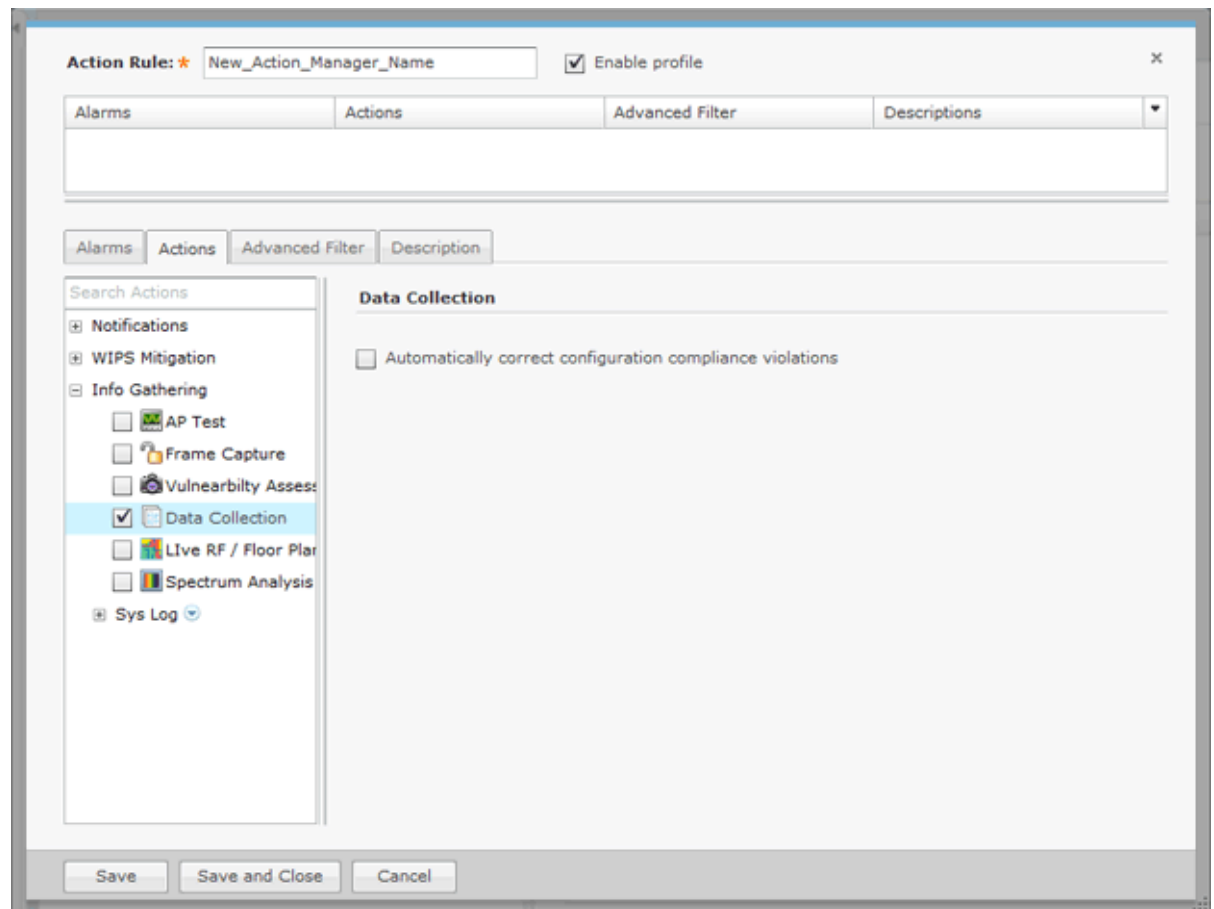 Action Rule: * New_Action_Manager_Name Enable profile
Alarms Actions Advanced Filter Descriptions
Alarms Actions Advanced Filter Description
Search Actions
Data Collection
Notifications
WIPS Mitigation
Automatically correct configuration compliance violations
Info Gathering
AP Test
Frame Capture
Vulnearbilty Assess
Data Collection
LIve RF / Floor Plan
Spectrum Analysis
Sys Log
Save Save and Close Cancel